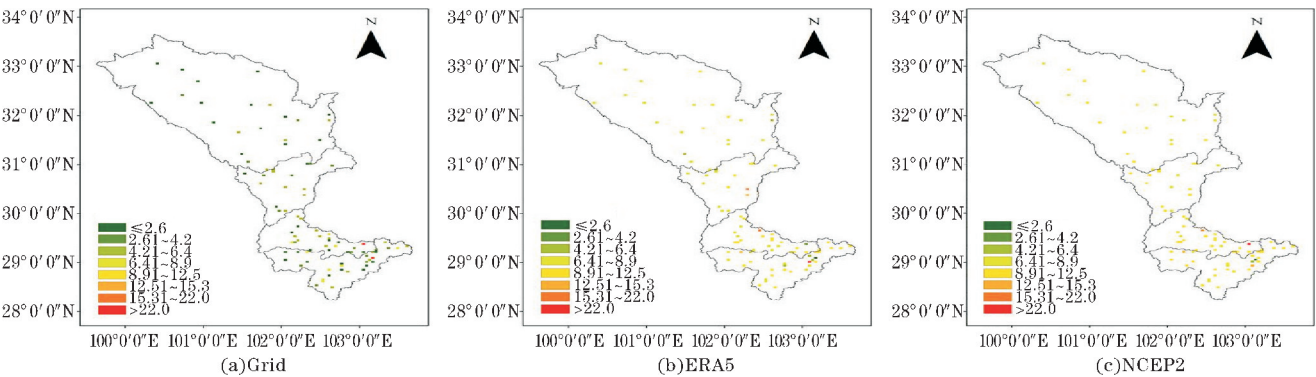 34°0′0″N
33°0′0″N
32°0′0″N
31°0′0″N
30°0′0″N
29°0′0″N
28°0′0″N
N
≤2.6
2.61~4.2
4.21~6.4
6.41~8.9
8.91~12.5
12.51~15.3
15.31~22.0
>22.0
100°0′0″E 101°0′0″E 102°0′0″E 103°0′0″E
(a)Grid
34°0′0″N
33°0′0″N
32°0′0″N
31°0′0″N
30°0′0″N
29°0′0″N
28°0′0″N
N
≤2.6
2.61~4.2
4.21~6.4
6.41~8.9
8.91~12.5
12.51~15.3
15.31~22.0
>22.0
100°0′0″E 101°0′0″E 102°0′0″E 103°0′0″E
(b)ERA5
34°0′0″N
33°0′0″N
32°0′0″N
31°0′0″N
30°0′0″N
29°0′0″N
28°0′0″N
N
≤2.6
2.61~4.2
4.21~6.4
6.41~8.9
8.91~12.5
12.51~15.3
15.31~22.0
>22.0
100°0′0″E 101°0′0″E 102°0′0″E 103°0′0″E
(c)NCEP2